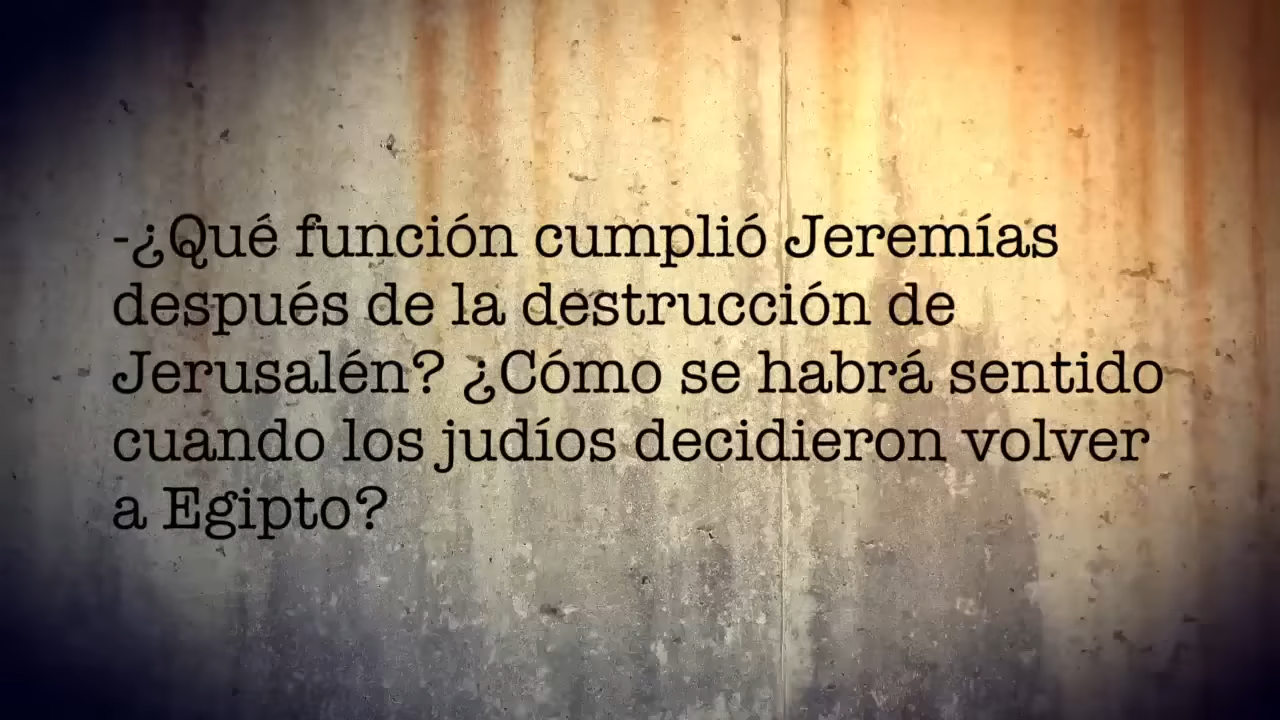 -¿Qué función cumplió Jeremías
después de la destrucción de
Jerusalén? ¿Cómo se habrá sentido
cuando los judíos decidieron volver
a Egipto?